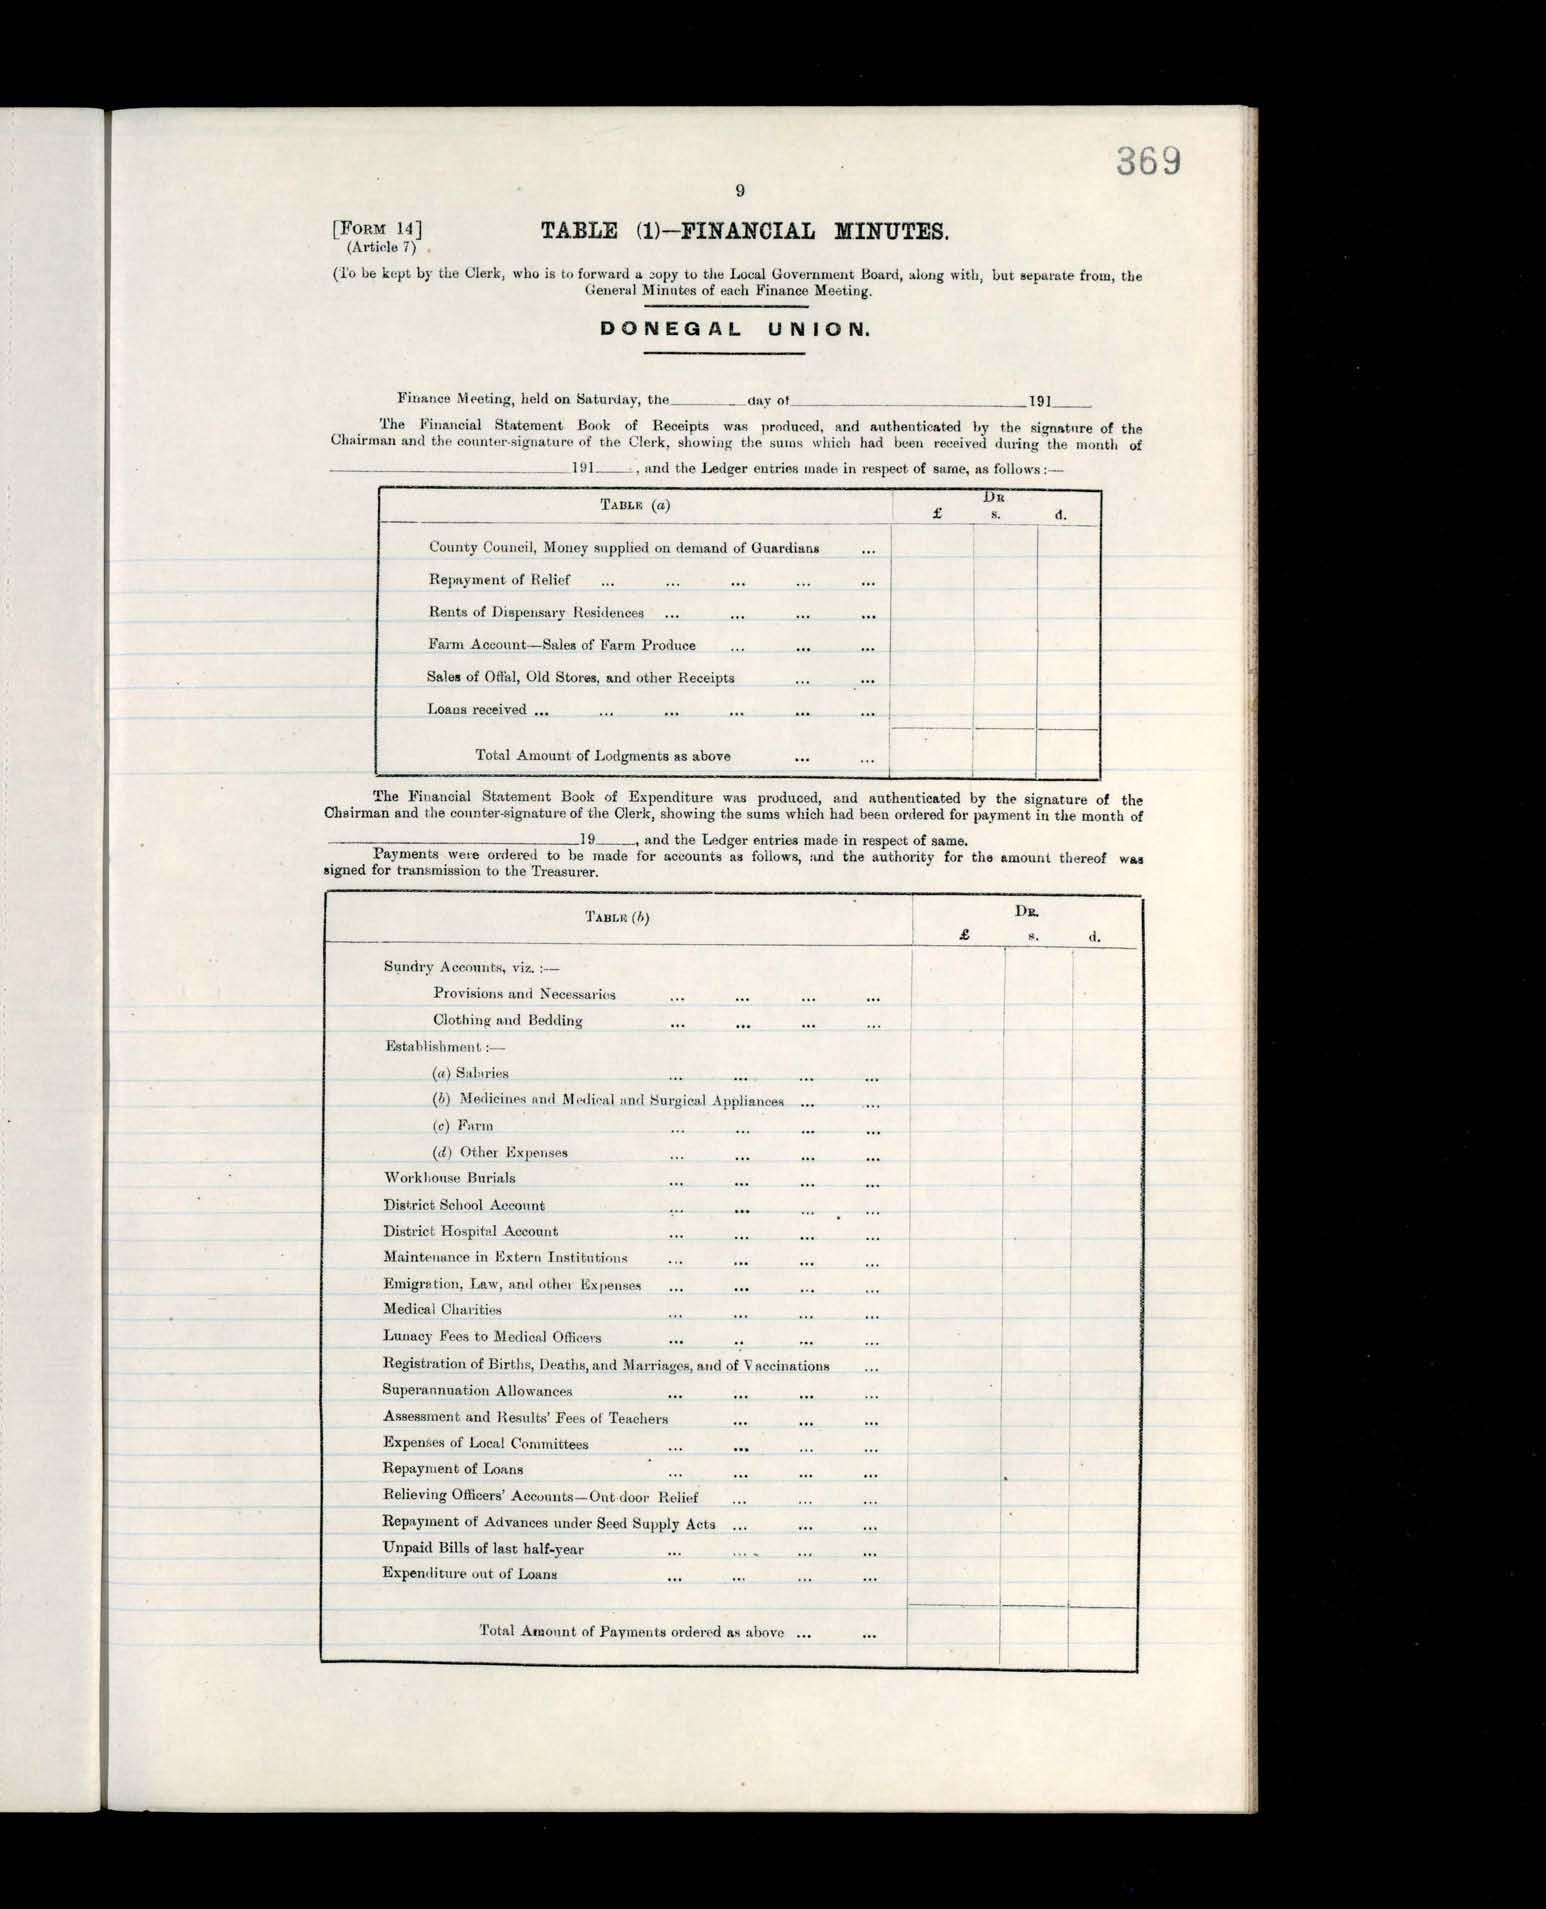 369
9
[FORM 14]
TABLE (1)—FINANCIAL MINUTES.
(Article 7)
(To be kept by the Clerk, who is to forward a copy to the Local Government Board, along with, but separate from, the
General Minutes of each Finance Meeting.
DONEGAL UNION.
Finance Meeting, held on Saturday, the________day of________________________191____
The Financial Statement Book of Receipts was produced, and authenticated by the signature of the
Chairman and the counter-signature of the Clerk, showing the sums which had been received during the month of
________________________191____, and the Ledger entries made in respect of same, as follows :—
TABLE (a)
DR
£ s. d.
County Council, Money supplied on demand of Guardians ...
Repayment of Relief ... ... ... ... ...
Rents of Dispensary Residences ... ... ... ...
Farm Account—Sales of Farm Produce ... ... ...
Sales of Offal, Old Stores, and other Receipts ... ...
Loans received ... ... ... ... ... ...
Total Amount of Lodgments as above ... ...
The Financial Statement Book of Expenditure was produced, and authenticated by the signature of the
Chairman and the counter-signature of the Clerk, showing the sums which had been ordered for payment in the month of
________________________19____, and the Ledger entries made in respect of same.
Payments were ordered to be made for accounts as follows, and the authority for the amount thereof was
signed for transmission to the Treasurer.
TABLE (b)
DR.
£ s. d.
Sundry Accounts, viz. :—
Provisions and Necessaries ... ... ... ...
Clothing and Bedding ... ... ... ...
Establishment :—
(a) Salaries ... ... ... ...
(b) Medicines and Medical and Surgical Appliances ... ...
(c) Farm ... ... ... ...
(d) Other Expenses ... ... ... ...
Workhouse Burials ... ... ... ...
District School Account ... ... ... ...
District Hospital Account ... ... ... ...
Maintenance in Extern Institutions ... ... ... ...
Emigration, Law, and other Expenses ... ... ... ...
Medical Charities ... ... ... ...
Lunacy Fees to Medical Officers ... .. ... ...
Registration of Births, Deaths, and Marriages, and of Vaccinations ...
Superannuation Allowances ... ... ... ...
Assessment and Results' Fees of Teachers ... ... ...
Expenses of Local Committees ... ... ... ...
Repayment of Loans ... ... ... ...
Relieving Officers' Accounts—Out-door Relief ... ... ...
Repayment of Advances under Seed Supply Acts ... ... ...
Unpaid Bills of last half-year ... ... ... ...
Expenditure out of Loans ... ... ... ...
Total Amount of Payments ordered as above ... ...